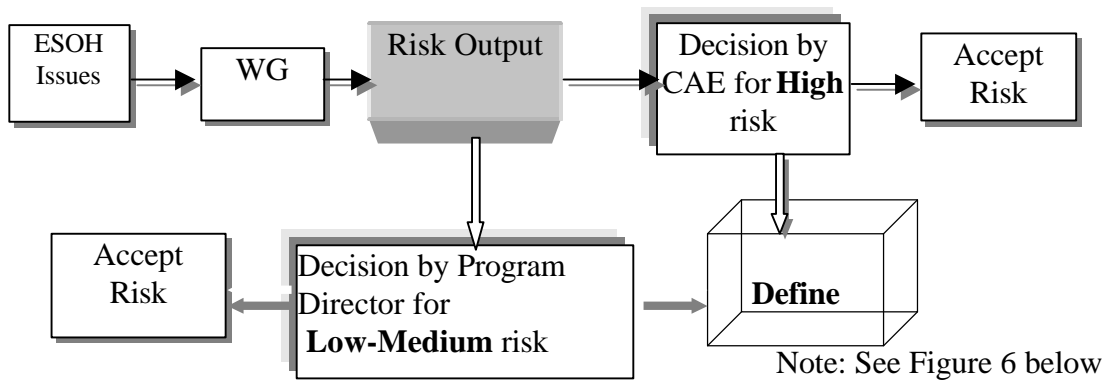 ESOH
Issues
WG
Risk Output
Decision by
CAE for High
risk
Accept
Risk
Accept
Risk
Decision by Program
Director for
Low-Medium risk
Define
Note: See Figure 6 below